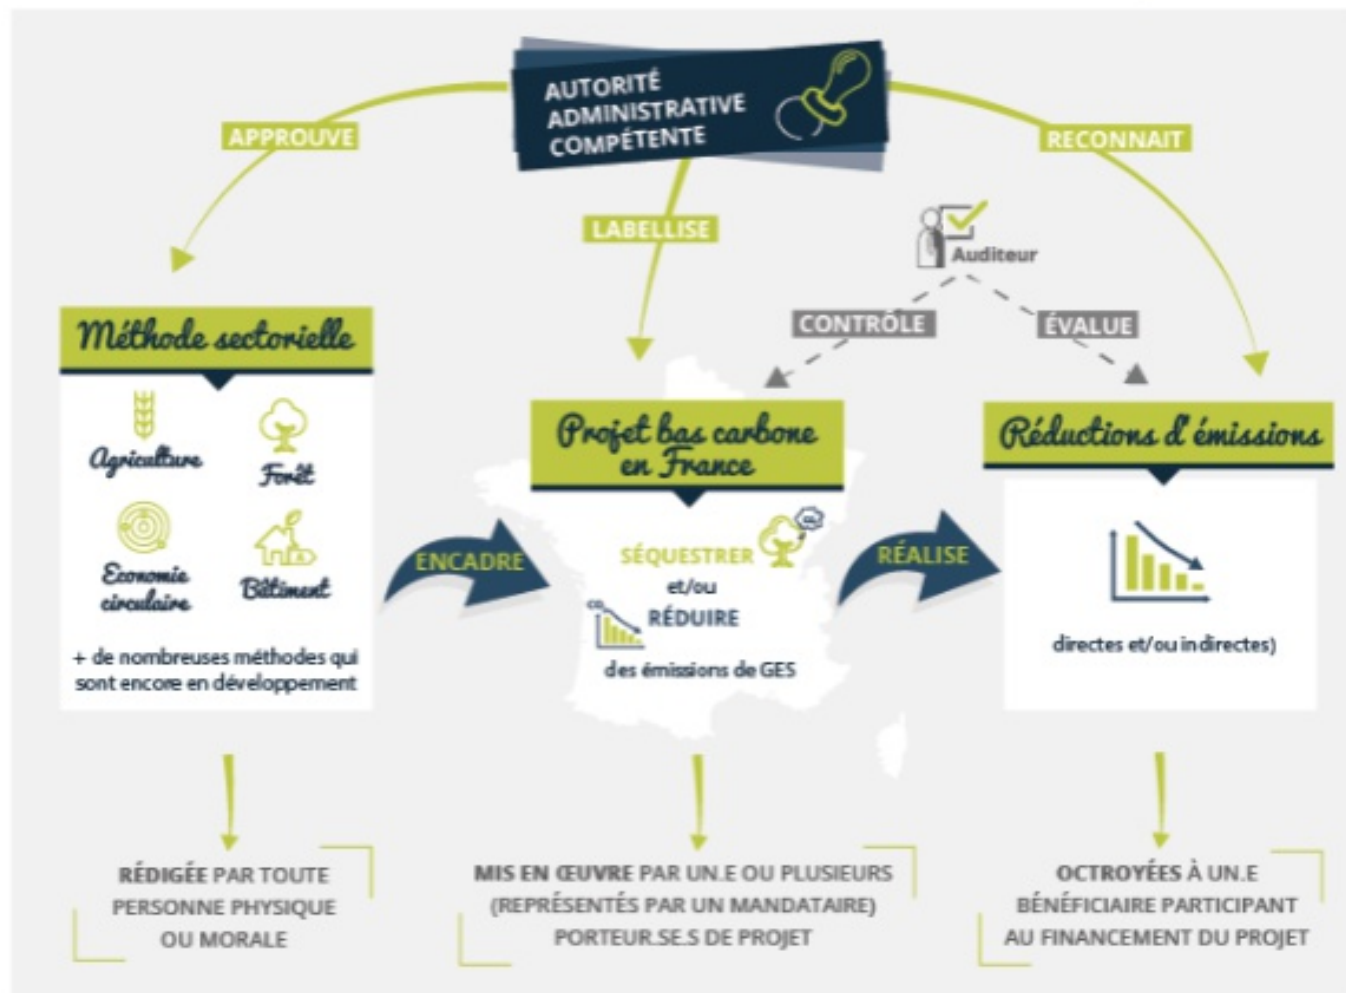 AUTORITÉ
ADMINISTRATIVE
COMPÉTENTE
APPROUVE
RECONNAIT
LABELLISE
Auditeur
CONTRÔLE
ÉVALUE
Méthode sectorielle
Agriculture
Forêt
Economie
circulaire
Bâtiment
+ de nombreuses méthodes qui
sont encore en développement
ENCADRE
Projet bas carbone
en France
SÉQUESTRER
et/ou
CO₂
RÉDUIRE
des émissions de GES
RÉALISE
Réductions d'émissions
directes et/ou indirectes)
RÉDIGÉE PAR TOUTE
PERSONNE PHYSIQUE
OU MORALE
MIS EN ŒUVRE PAR UN.E OU PLUSIEURS
(REPRÉSENTÉS PAR UN MANDATAIRE)
PORTEUR.SE.S DE PROJET
OCTROYÉES À UN.E
BÉNÉFICIAIRE PARTICIPANT
AU FINANCEMENT DU PROJET